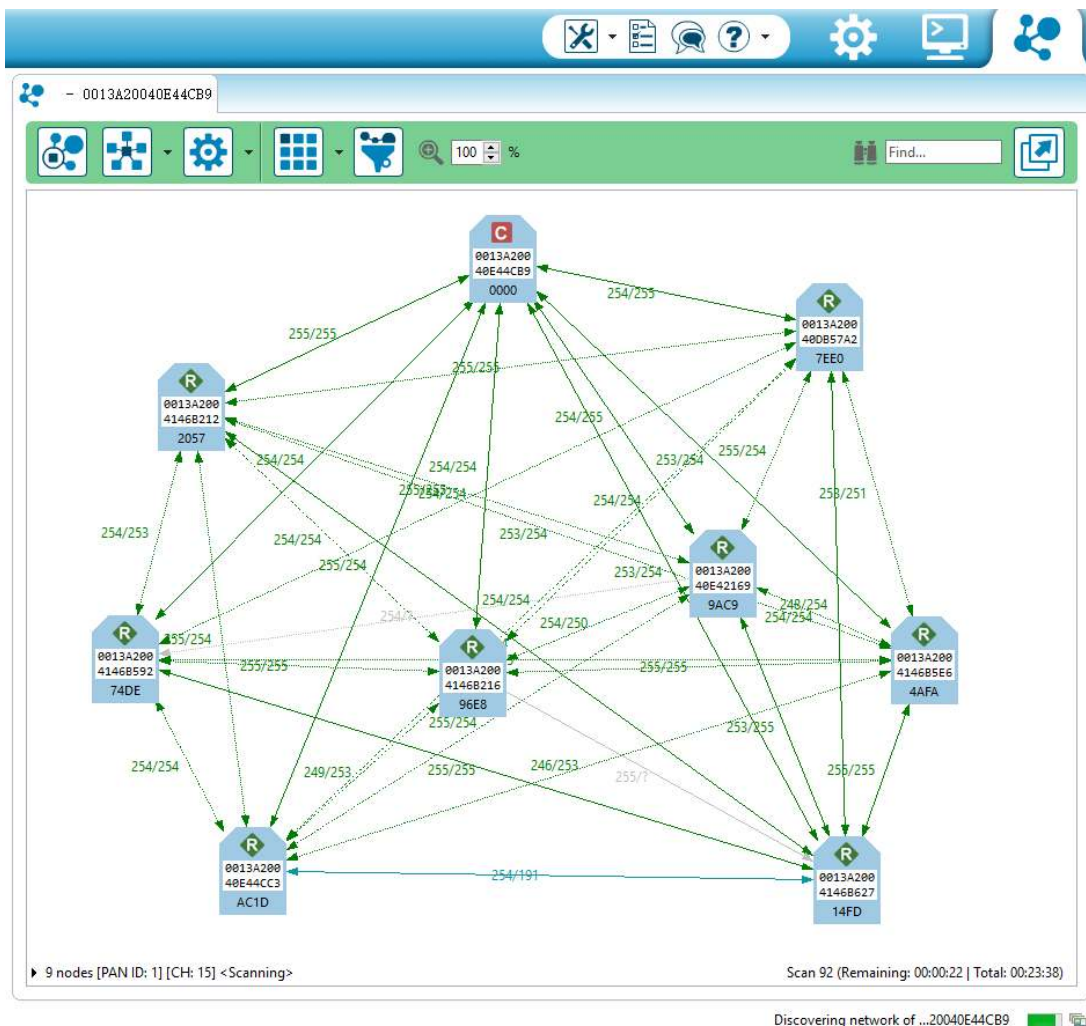 - 0013A20040E44CB9
100 %
Find...
C
0013A200
40E44CB9
0000
254/255
R
0013A200
40DB57A2
7EE0
255/255
255/255
R
0013A200
4146B212
2057
254/255
254/254
254/254
253/254
255/254
254/254
254/254
253/251
254/253
254/254
253/254
R
0013A200
40E42169
9AC9
255/254
253/254
254/?
254/254
254/250
248/254
254/254
R
0013A200
4146B592
74DE
255/254
255/255
R
0013A200
4146B216
96E8
255/255
R
0013A200
4146B5E6
4AFA
255/254
253/255
254/254
249/253
255/255
246/253
255/?
255/255
R
0013A200
40E44CC3
AC1D
254/191
R
0013A200
4146B627
14FD
9 nodes [PAN ID: 1] [CH: 15] <Scanning>
Scan 92 (Remaining: 00:00:22 | Total: 00:23:38)
Discovering network of ...20040E44CB9